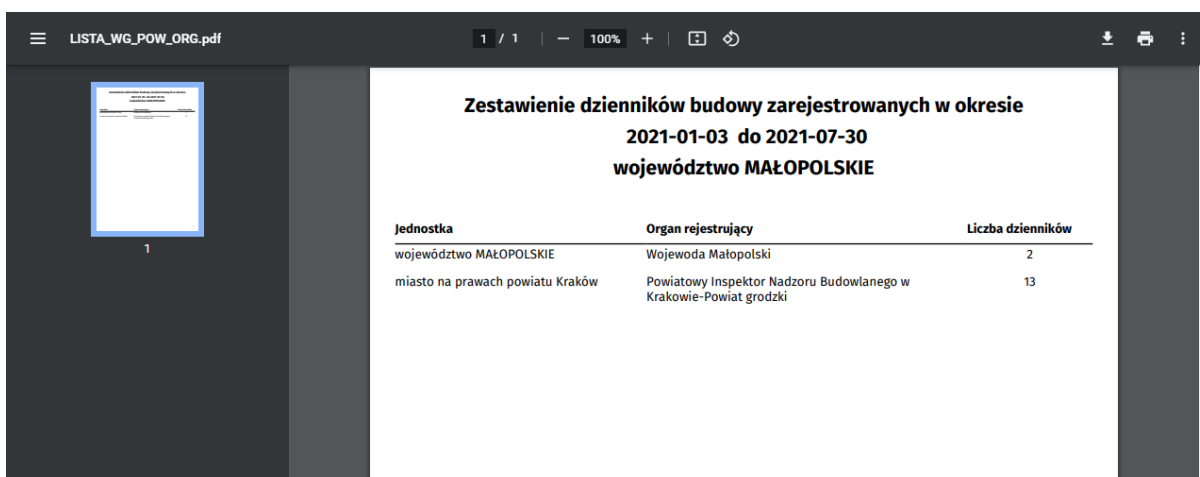 LISTA_WG_POW_ORG.pdf
1 / 1
100%
1
Zestawienie dzienników budowy zarejestrowanych w okresie
2021-01-03 do 2021-07-30
województwo MAŁOPOLSKIE
Jednostka Organ rejestrujący Liczba dzienników
województwo MAŁOPOLSKIE Wojewoda Małopolski 2
miasto na prawach powiatu Kraków Powiatowy Inspektor Nadzoru Budowlanego w 13
Krakowie-Powiat grodzki